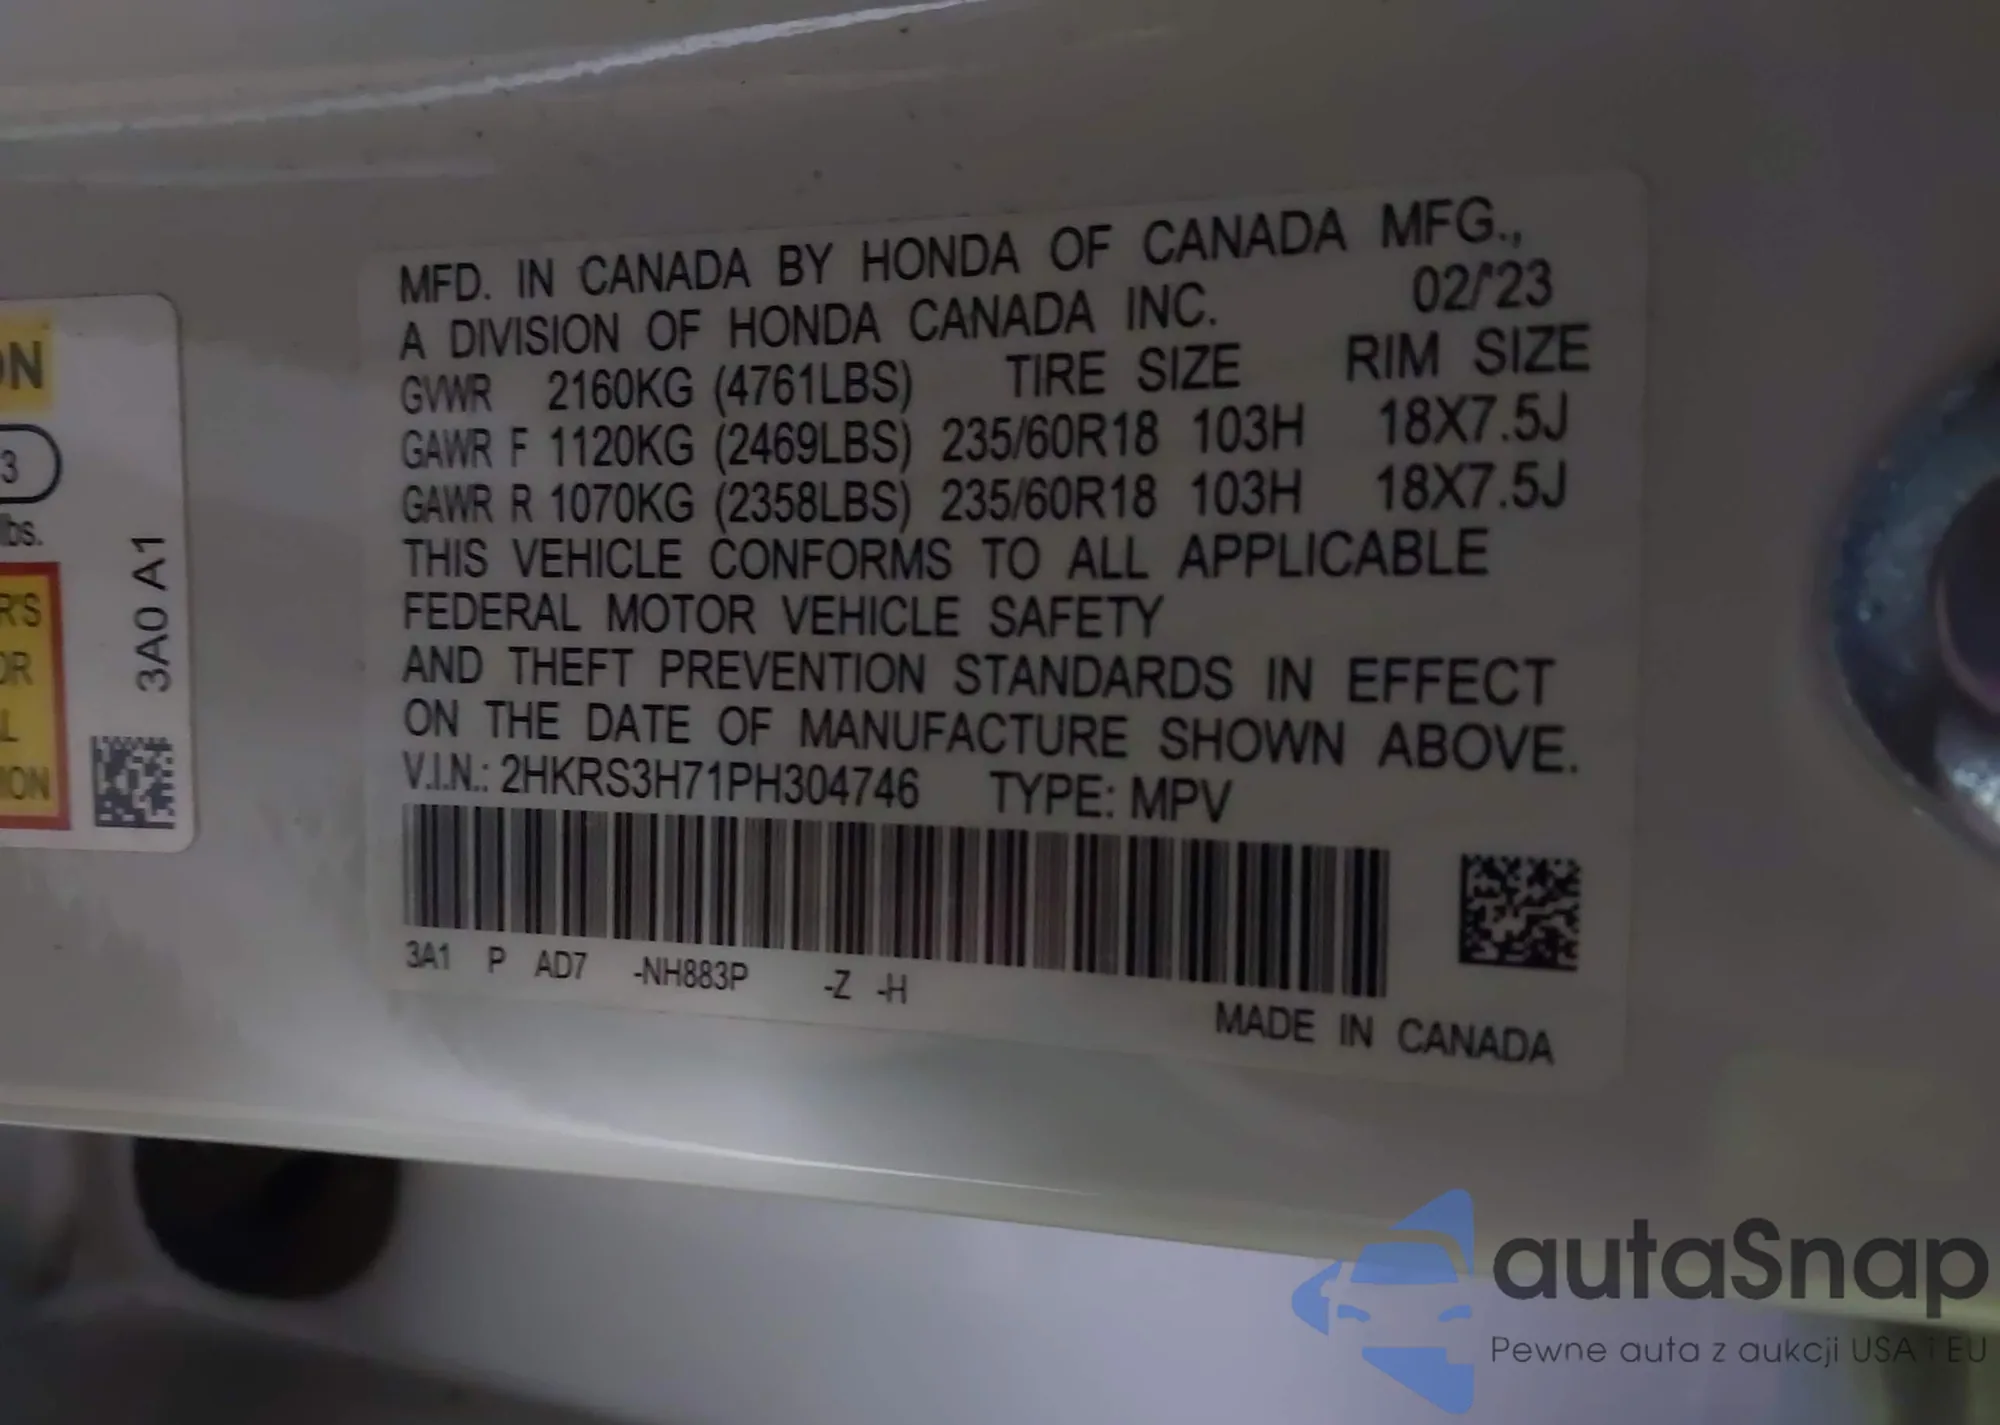 MFD. IN CANADA BY HONDA OF CANADA MFG.,
A DIVISION OF HONDA CANADA INC. 02/'23
GVWR 2160KG (4761LBS) TIRE SIZE RIM SIZE
GAWR F 1120KG (2469LBS) 235/60R18 103H 18X7.5J
GAWR R 1070KG (2358LBS) 235/60R18 103H 18X7.5J
THIS VEHICLE CONFORMS TO ALL APPLICABLE
FEDERAL MOTOR VEHICLE SAFETY
AND THEFT PREVENTION STANDARDS IN EFFECT
ON THE DATE OF MANUFACTURE SHOWN ABOVE.
V.I.N.: 2HKRS3H71PH304746 TYPE: MPV
3A1 P AD7 -NH883P -Z -H
MADE IN CANADA
3
lbs.
3A0 A1
autaSnap
Pewne auta z aukcji USA i EU